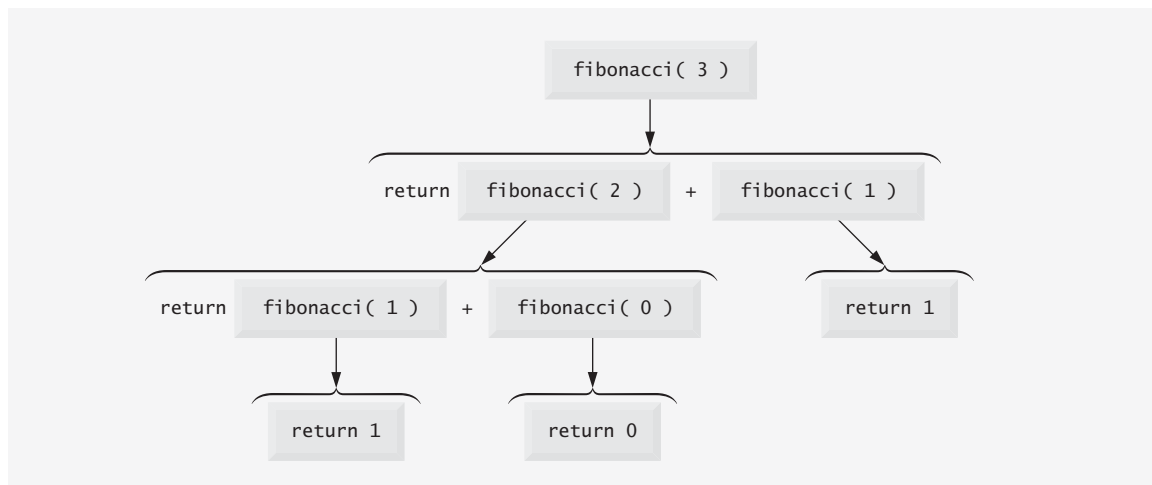 fibonacci( 3 )
return fibonacci( 2 ) + fibonacci( 1 )
return fibonacci( 1 ) + fibonacci( 0 ) return 1
return 1 return 0